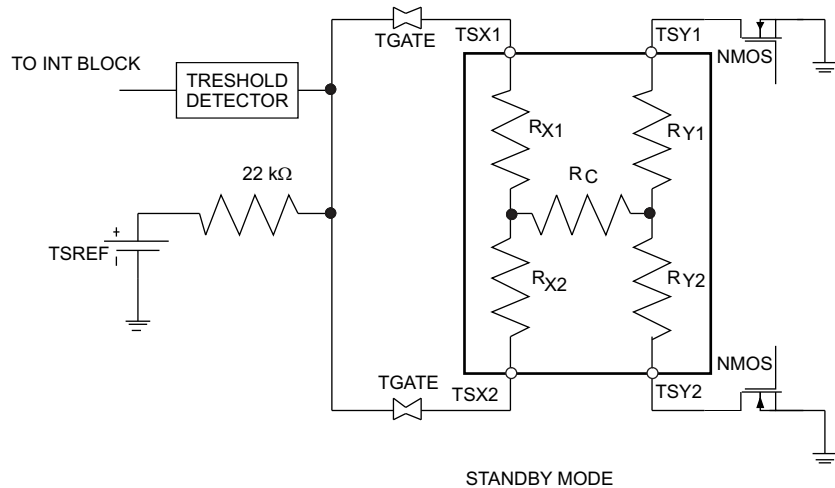 TGATE
TSX1
TSY1
NMOS
TO INT BLOCK
TRESHOLD
DETECTOR
RX1
RY1
22 kΩ
RC
+
TSREF
RX2
RY2
NMOS
TGATE
TSX2
TSY2
STANDBY MODE